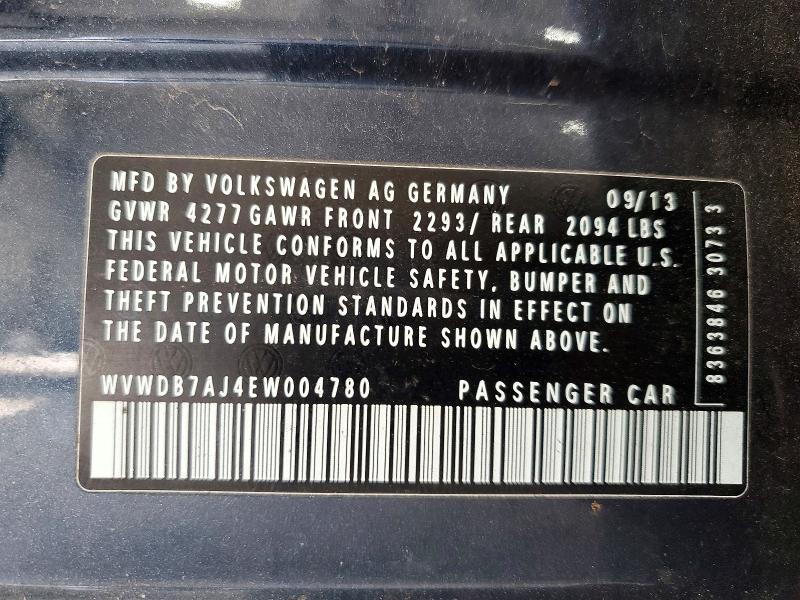 MFD BY VOLKSWAGEN AG GERMANY 09/13
GVWR 4277 GAWR FRONT 2293/ REAR 2094 LBS
THIS VEHICLE CONFORMS TO ALL APPLICABLE U.S.
FEDERAL MOTOR VEHICLE SAFETY, BUMPER AND
THEFT PREVENTION STANDARDS IN EFFECT ON
THE DATE OF MANUFACTURE SHOWN ABOVE.
WVWDB7AJ4EW004780 PASSENGER CAR
8363846 3073 3